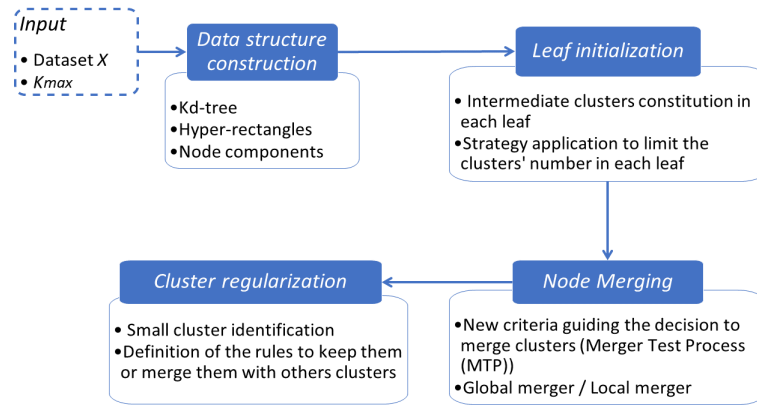 Input
• Dataset X
• Kmax
Data structure
construction
•Kd-tree
•Hyper-rectangles
•Node components
Leaf initialization
• Intermediate clusters constitution in
each leaf
•Strategy application to limit the
clusters' number in each leaf
Node Merging
•New criteria guiding the decision to
merge clusters (Merger Test Process
(MTP))
•Global merger / Local merger
Cluster regularization
• Small cluster identification
•Definition of the rules to keep them
or merge them with others clusters